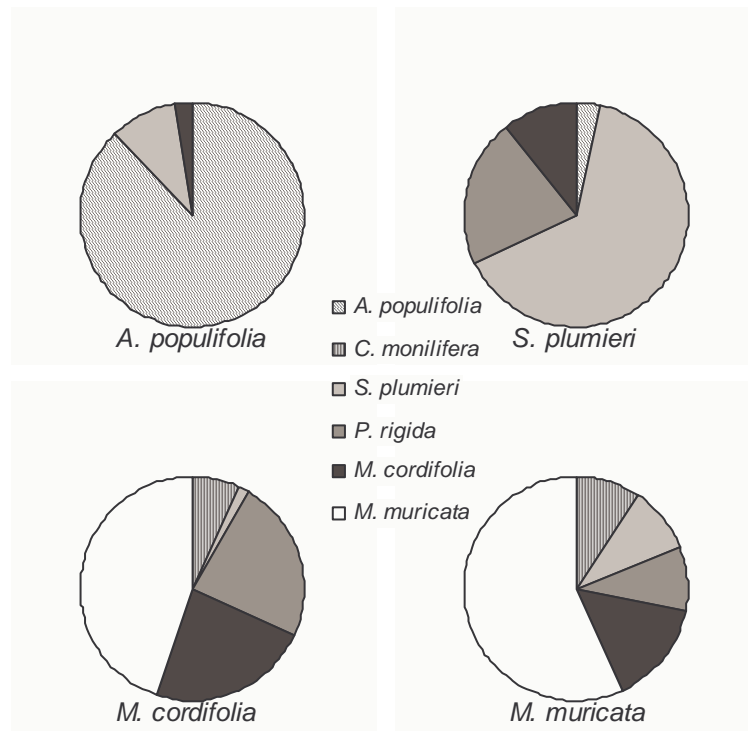 A. populifolia
S. plumieri
A. populifolia
C. monilifera
S. plumieri
P. rigida
M. cordifolia
M. muricata
M. cordifolia
M. muricata